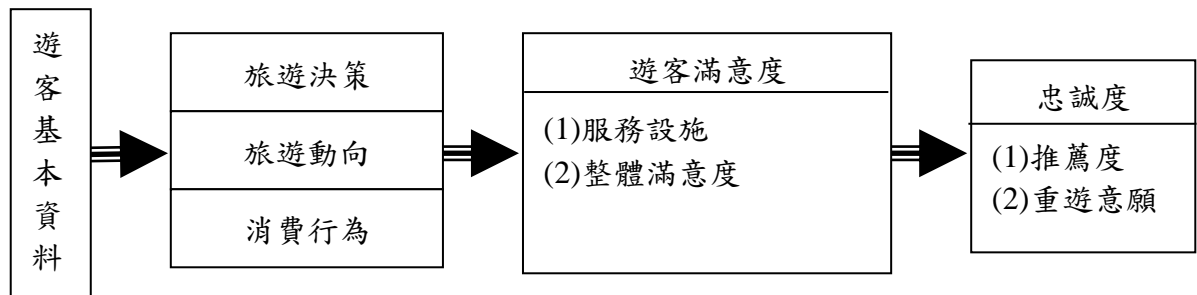 遊客基本資料
旅遊決策
旅遊動向
消費行為
遊客滿意度
(1)服務設施
(2)整體滿意度
忠誠度
(1)推薦度
(2)重遊意願